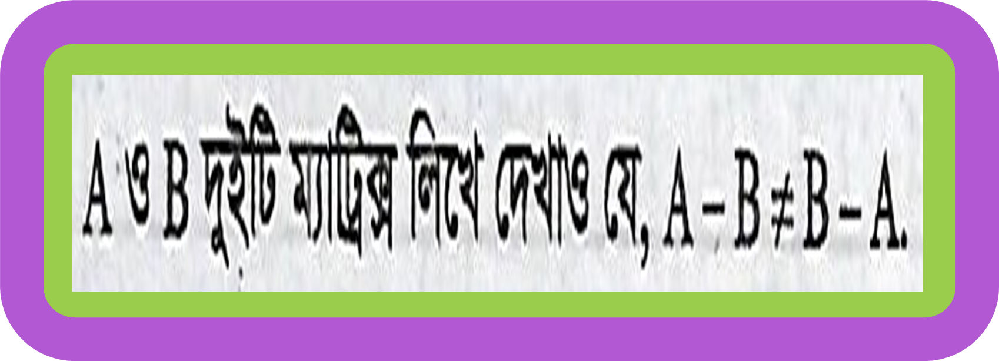 A ও B দুইটি ম্যাট্রিক্স লিখে দেখাও যে, A – B ≠ B – A.